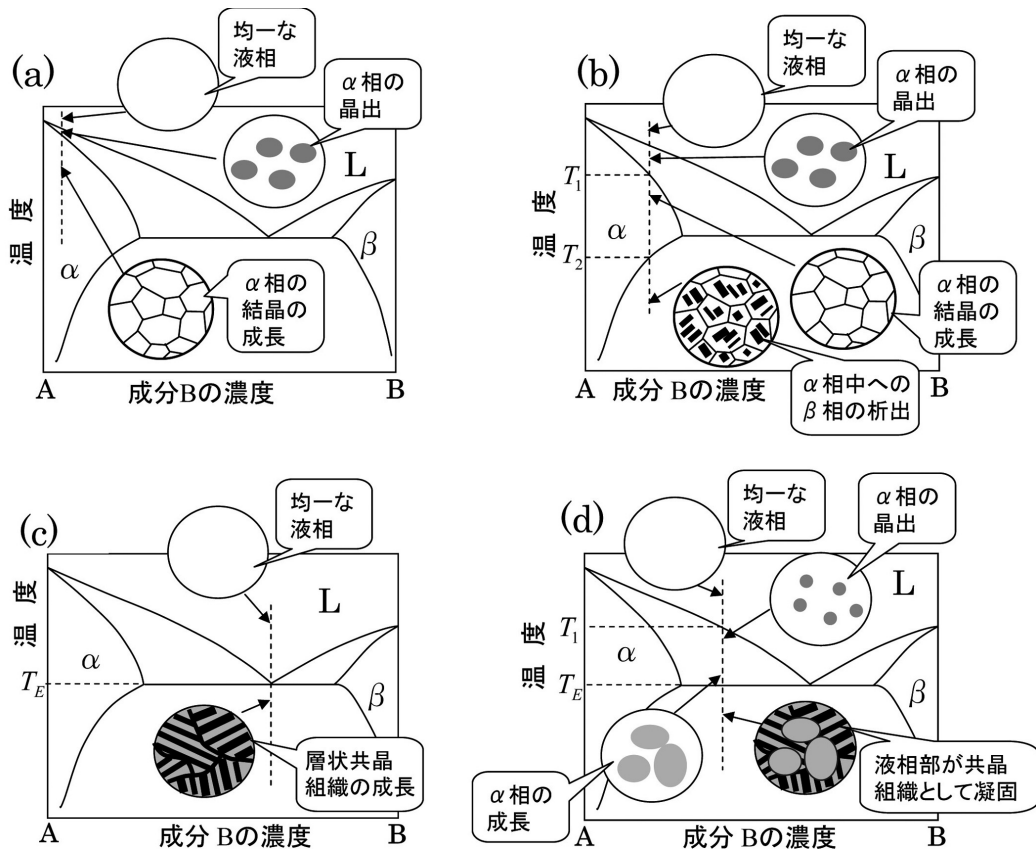 (a)
均一な
液相
α相の
晶出
L
温度
α
β
α相の
結晶の
成長
A
成分Bの濃度
B
(b)
均一な
液相
α相の
晶出
L
T1
温度
α
T2
β
α相の
結晶の
成長
α相中への
β相の析出
A
成分Bの濃度
B
(c)
均一な
液相
L
温度
α
TE
β
層状共晶
組織の成長
A
成分Bの濃度
B
(d)
均一な
液相
α相の
晶出
L
T1
温度
α
TE
β
α相の
成長
液相部が共晶
組織として凝固
A
成分Bの濃度
B